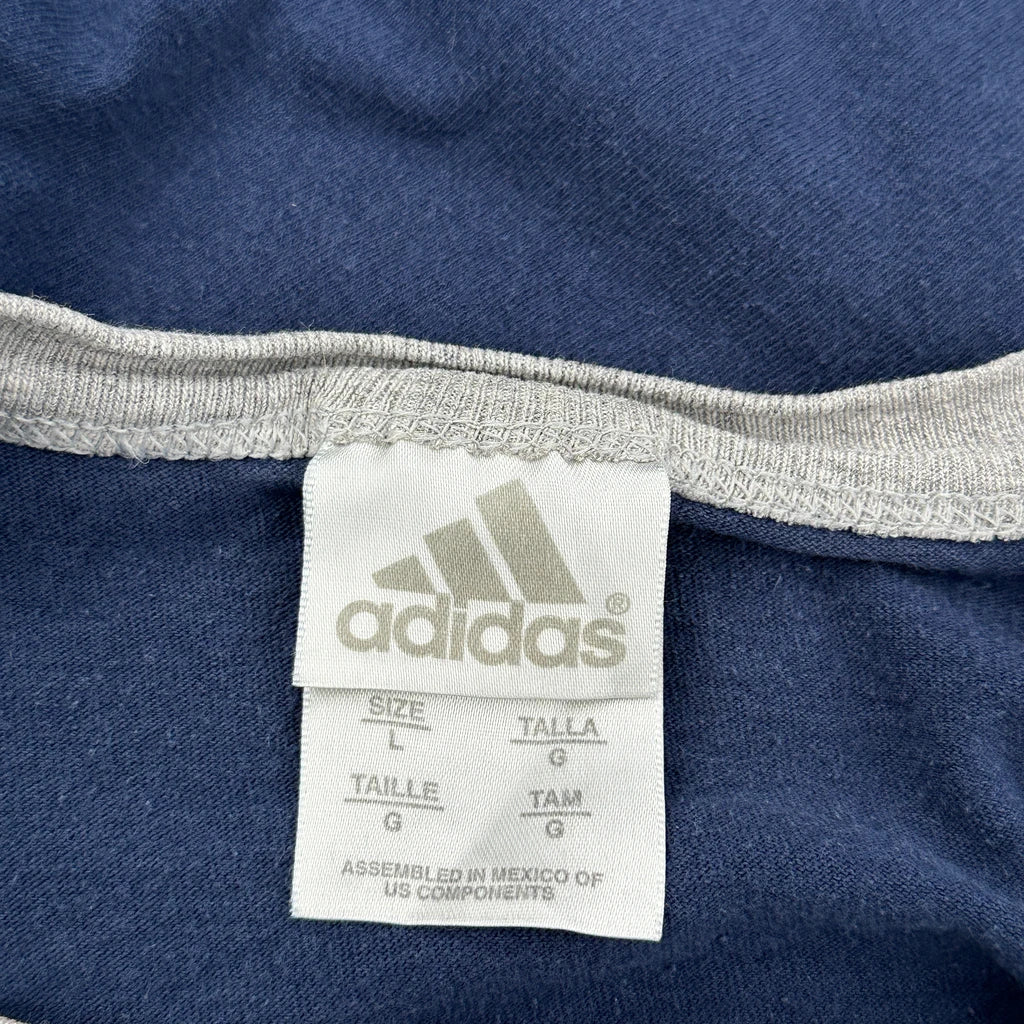 adidas®
SIZE
L
TALLA
G
TAILLE
G
TAM
G
ASSEMBLED IN MEXICO OF
US COMPONENTS